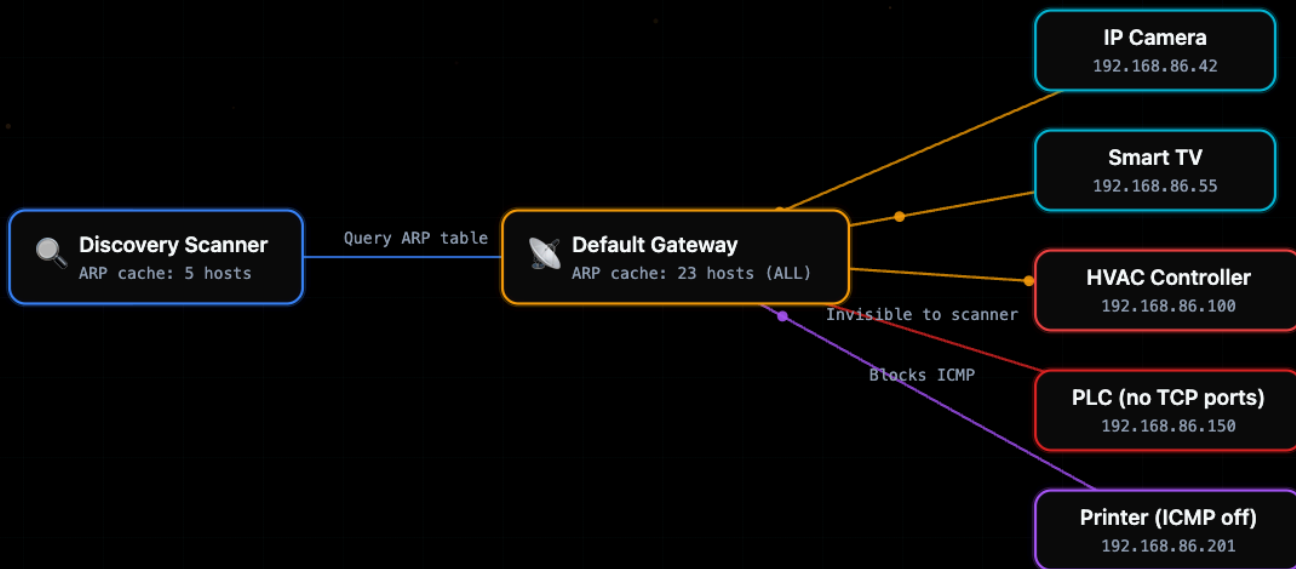 IP Camera
192.168.86.42
Smart TV
192.168.86.55
Discovery Scanner
ARP cache: 5 hosts
Query ARP table
Default Gateway
ARP cache: 23 hosts (ALL)
HVAC Controller
192.168.86.100
Invisible to scanner
Blocks ICMP
PLC (no TCP ports)
192.168.86.150
Printer (ICMP off)
192.168.86.201